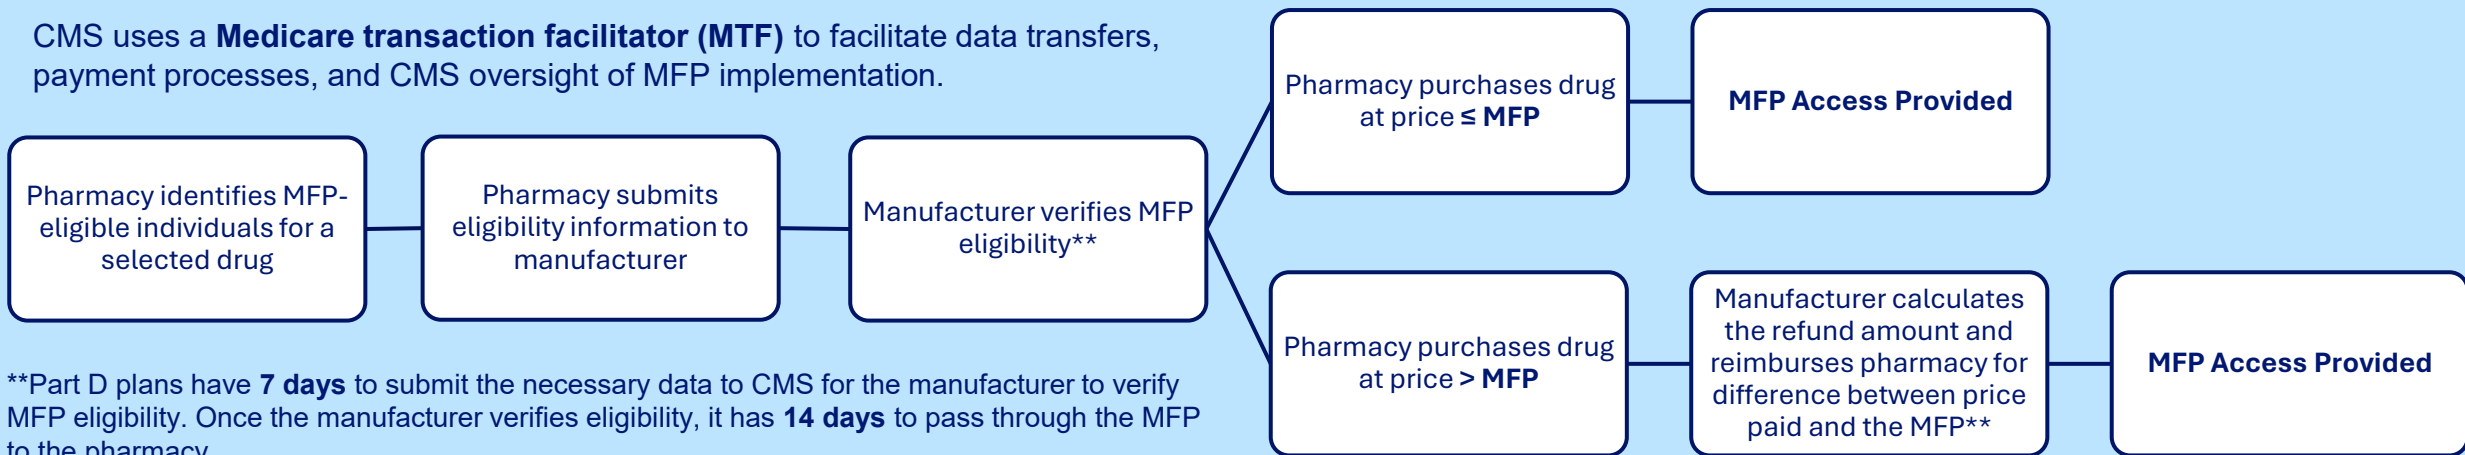 CMS uses a Medicare transaction facilitator (MTF) to facilitate data transfers,
payment processes, and CMS oversight of MFP implementation.
Pharmacy identifies MFP-
eligible individuals for a
selected drug
Pharmacy submits
eligibility information to
manufacturer
Manufacturer verifies MFP
eligibility**
Pharmacy purchases drug
at price ≤ MFP
MFP Access Provided
Pharmacy purchases drug
at price > MFP
Manufacturer calculates
the refund amount and
reimburses pharmacy for
difference between price
paid and the MFP**
MFP Access Provided
**Part D plans have 7 days to submit the necessary data to CMS for the manufacturer to verify
MFP eligibility. Once the manufacturer verifies eligibility, it has 14 days to pass through the MFP
to the pharmacy